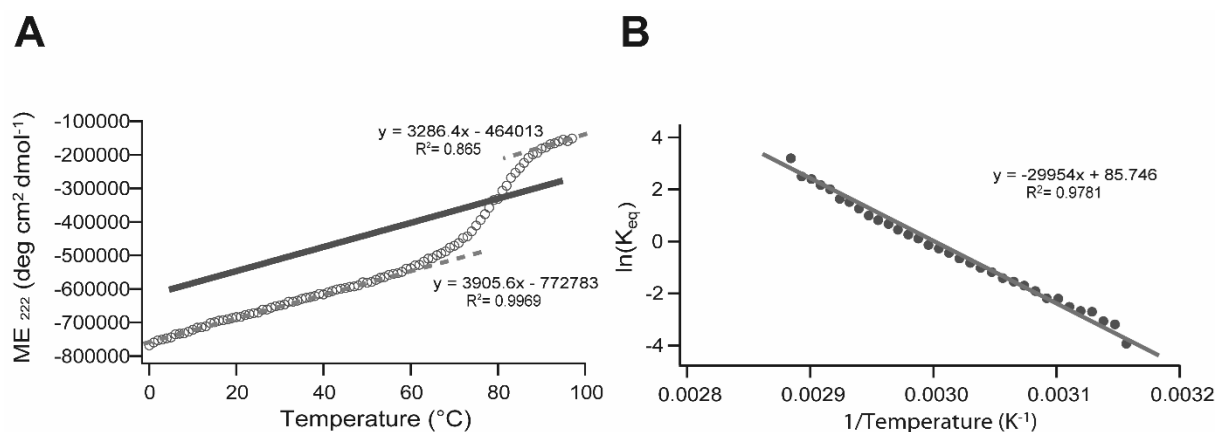 A
B
-100000
-200000
-300000
-400000
-500000
-600000
-700000
-800000
ME 222 (deg cm² dmol⁻¹)
y = 3286.4x - 464013
R²= 0.865
y = 3905.6x - 772783
R²= 0.9969
0 20 40 60 80 100
Temperature (°C)
4
2
0
-2
-4
ln(Keq)
y = -29954x + 85.746
R²= 0.9781
0.0028 0.0029 0.0030 0.0031 0.0032
1/Temperature (K⁻¹)